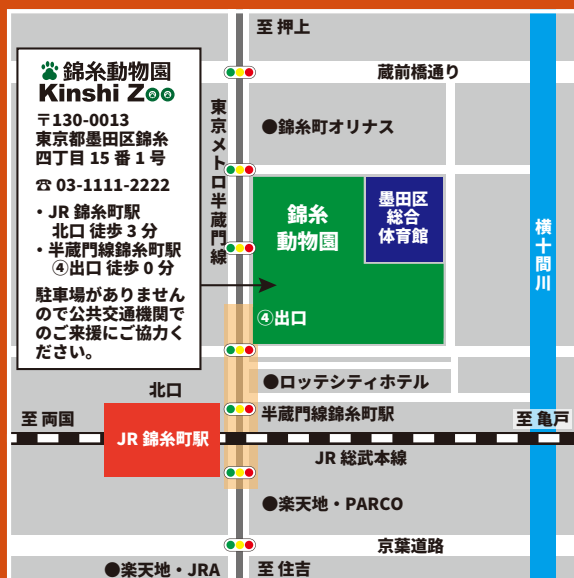 至 押上
蔵前橋通り
錦糸動物園
Kinshi Zoo
〒130-0013
東京都墨田区錦糸
四丁目 15 番 1 号
☎ 03-1111-2222
・JR 錦糸町駅
北口 徒歩 3 分
・半蔵門線錦糸町駅
④出口 徒歩 0 分
駐車場がありません
ので公共交通機関で
のご来援にご協力く
ださい。
東京メトロ半蔵門線
●錦糸町オリナス
錦糸
動物園
墨田区
総合
体育館
横十間川
④出口
北口
●ロッテシティホテル
至 両国
半蔵門線錦糸町駅
至 亀戸
JR 錦糸町駅
JR 総武本線
●楽天地・PARCO
京葉道路
●楽天地・JRA
至 住吉